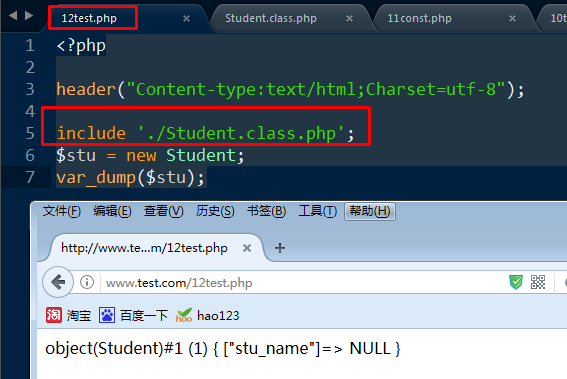 12test.php × Student.class.php × 11const.php × 10t
1 <?php
2
3 header("Content-type:text/html;Charset=utf-8");
4
5 include './Student.class.php';
6 $stu = new Student;
7 var_dump($stu);
文件(F) 编辑(E) 查看(V) 历史(S) 书签(B) 工具(T) 帮助(H)
http://www.te...m/12test.php × +
www.test.com/12test.php
淘 淘宝 百度一下 hao hao123
object(Student)#1 (1) { ["stu_name"]=> NULL }